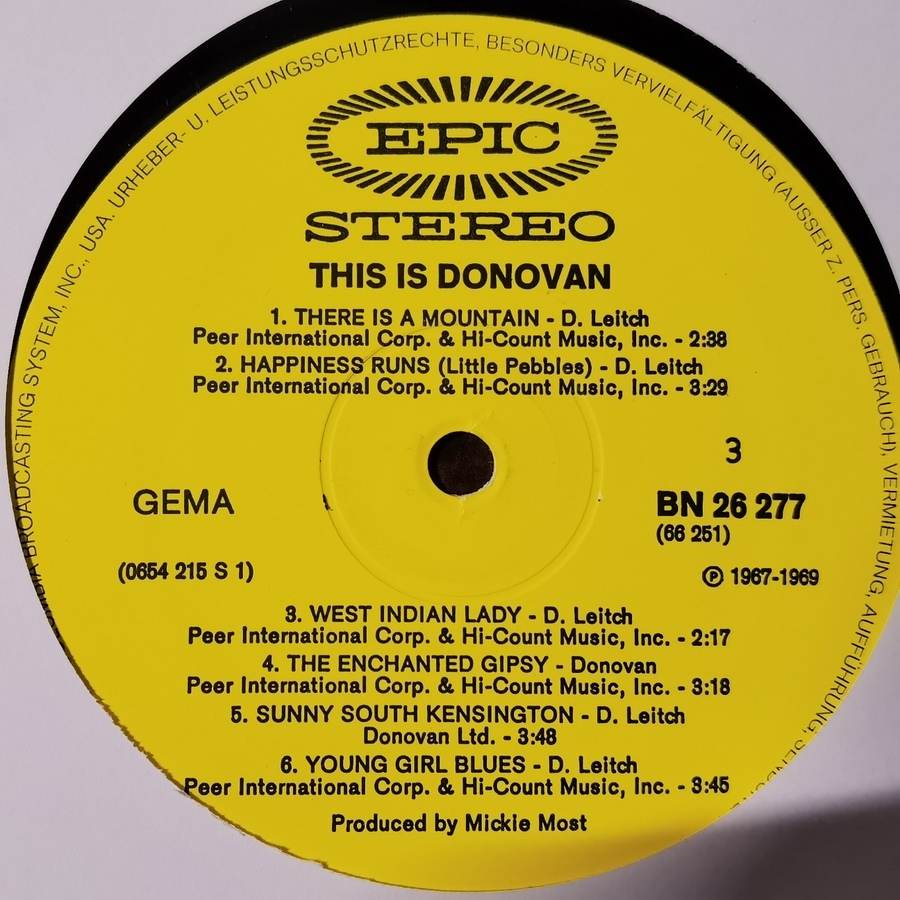 BROADCASTING SYSTEM, INC., USA. URHEBER- U. LEISTUNGSSCHUTZRECHTE, BESONDERS VERVIELFÄLTIGUNG (AUSSER Z. PERS. GEBRAUCH), VERMIETUNG, AUFFÜHRUNG,
EPIC
STEREO
THIS IS DONOVAN
1. THERE IS A MOUNTAIN - D. Leitch
Peer International Corp. & Hi-Count Music, Inc. - 2:38
2. HAPPINESS RUNS (Little Pebbles) - D. Leitch
Peer International Corp. & Hi-Count Music, Inc. - 3:29
3
GEMA
BN 26 277
(66 251)
(0654 215 S 1)
℗ 1967-1969
3. WEST INDIAN LADY - D. Leitch
Peer International Corp. & Hi-Count Music, Inc. - 2:17
4. THE ENCHANTED GIPSY - Donovan
Peer International Corp. & Hi-Count Music, Inc. - 3:18
5. SUNNY SOUTH KENSINGTON - D. Leitch
Donovan Ltd. - 3:48
6. YOUNG GIRL BLUES - D. Leitch
Peer International Corp. & Hi-Count Music, Inc. - 3:45
Produced by Mickie Most